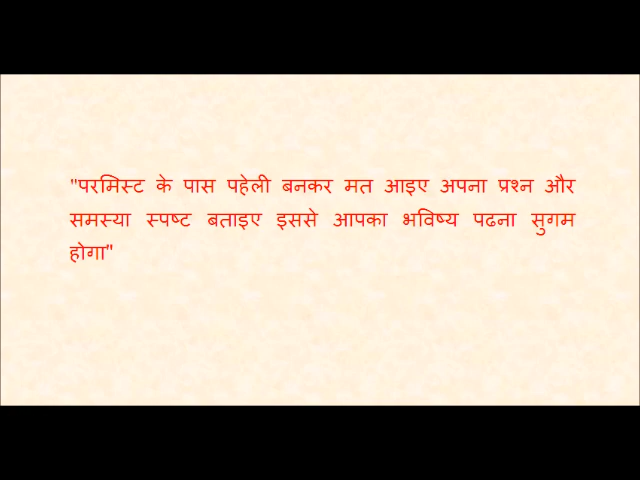 "परमिस्ट के पास पहेली बनकर मत आइए अपना प्रश्न और
समस्या स्पष्ट बताइए इससे आपका भविष्य पढना सुगम
होगा"